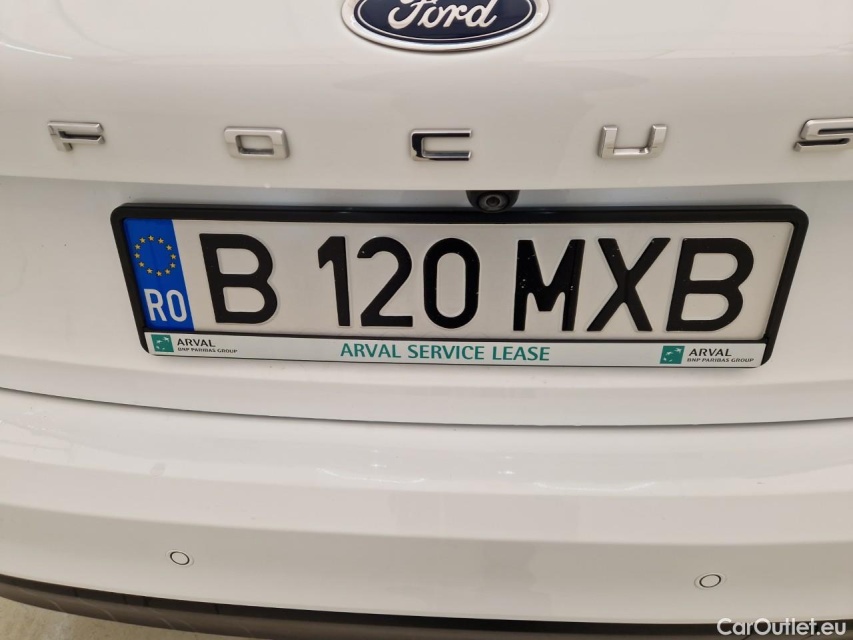 Ford
FOCUS
RO B 120 MXB
ARVAL
BNP PARIBAS GROUP
ARVAL SERVICE LEASE
ARVAL
BNP PARIBAS GROUP
CarOutlet.eu